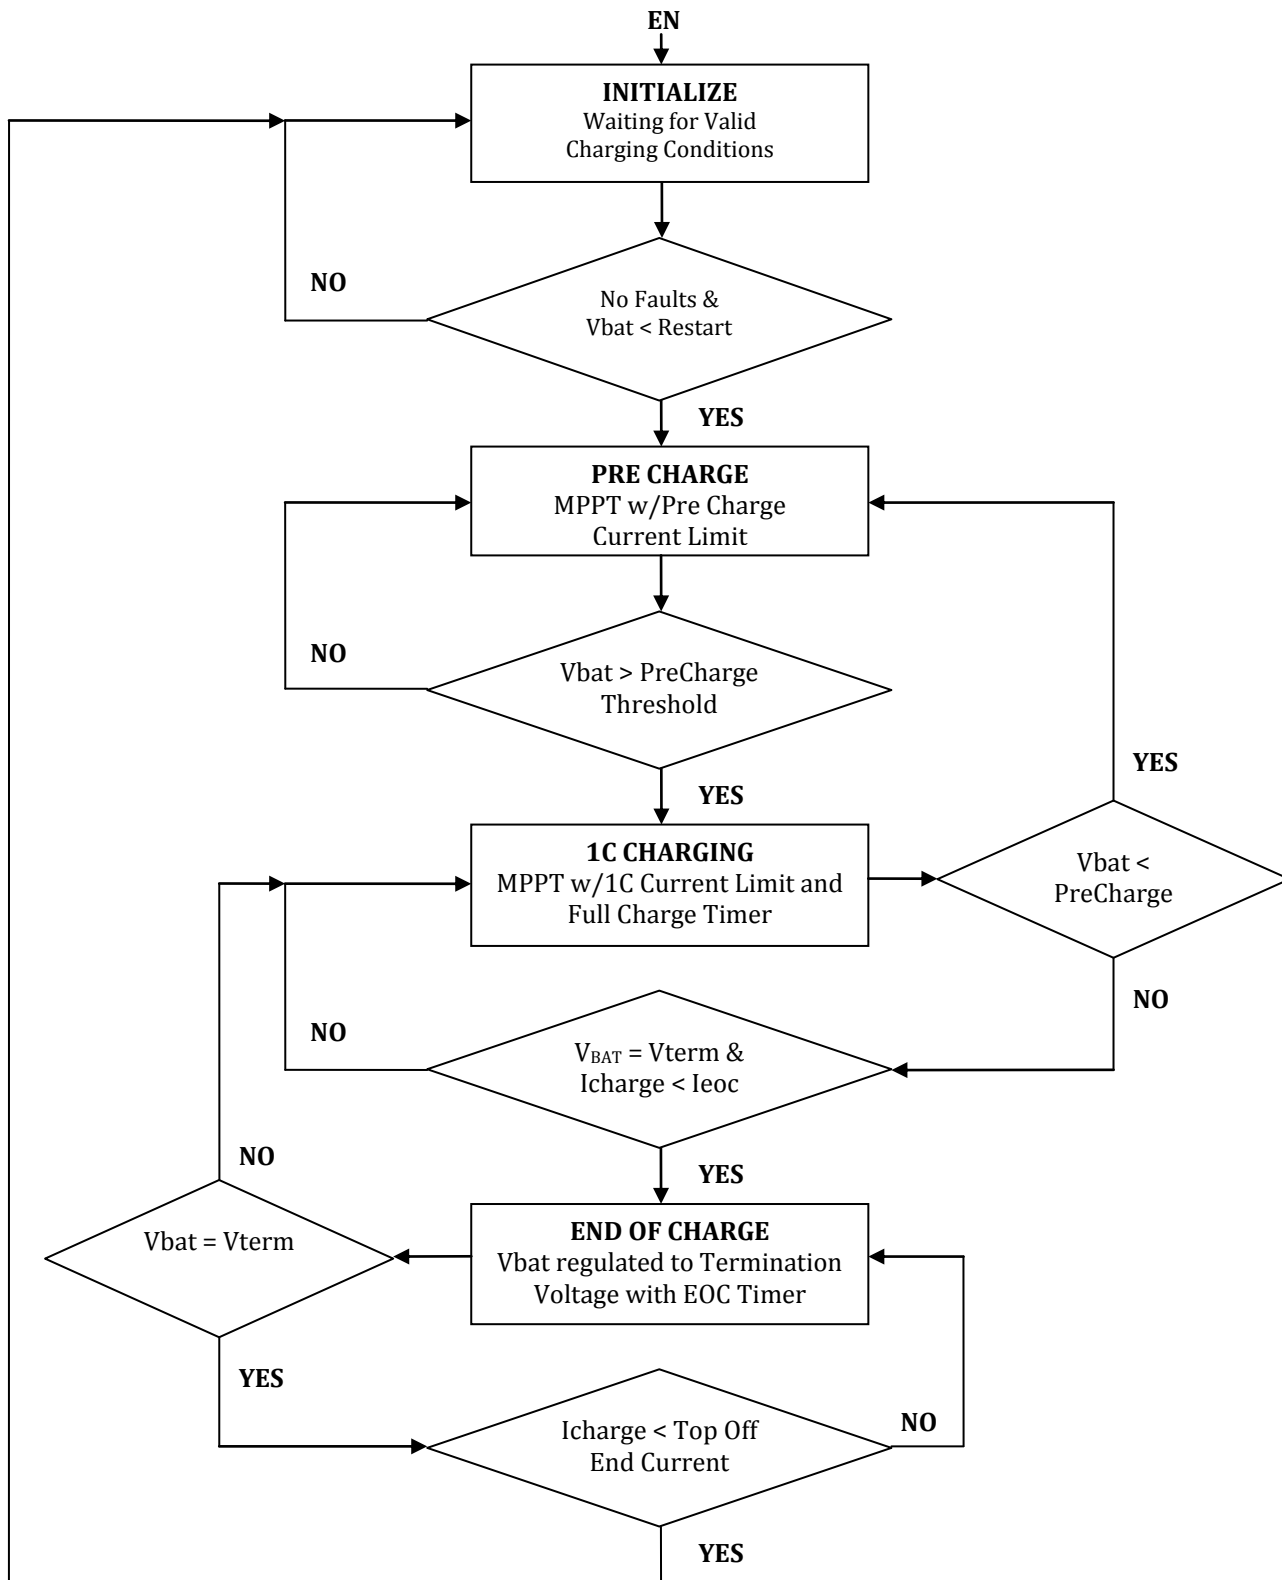 EN
INITIALIZE
Waiting for Valid
Charging Conditions
NO
No Faults &
Vbat < Restart
YES
PRE CHARGE
MPPT w/Pre Charge
Current Limit
NO
Vbat > PreCharge
Threshold
YES
YES
1C CHARGING
MPPT w/1C Current Limit and
Full Charge Timer
Vbat <
PreCharge
NO
NO
VBAT = Vterm &
Icharge < Ieoc
NO
YES
Vbat = Vterm
END OF CHARGE
Vbat regulated to Termination
Voltage with EOC Timer
YES
Icharge < Top Off
End Current
NO
YES